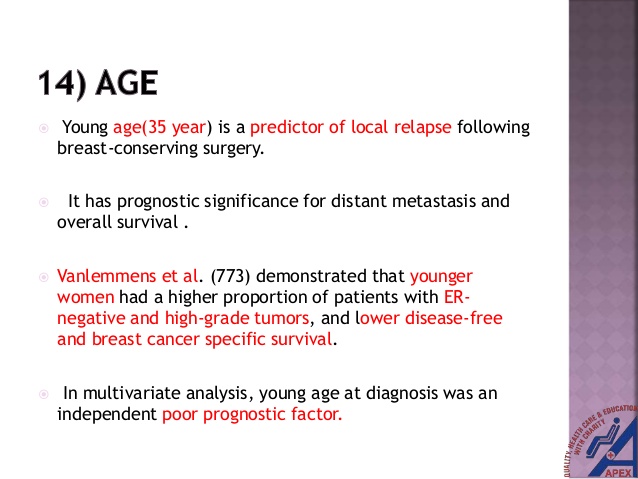 14) AGE
Young age(35 year) is a predictor of local relapse following
breast-conserving surgery.
It has prognostic significance for distant metastasis and
overall survival .
Vanlemmens et al. (773) demonstrated that younger
women had a higher proportion of patients with ER-
negative and high-grade tumors, and lower disease-free
and breast cancer specific survival.
In multivariate analysis, young age at diagnosis was an
independent poor prognostic factor.
QUALITY HEALTH CARE & EDUCATION
WITH CHARITY
APEX